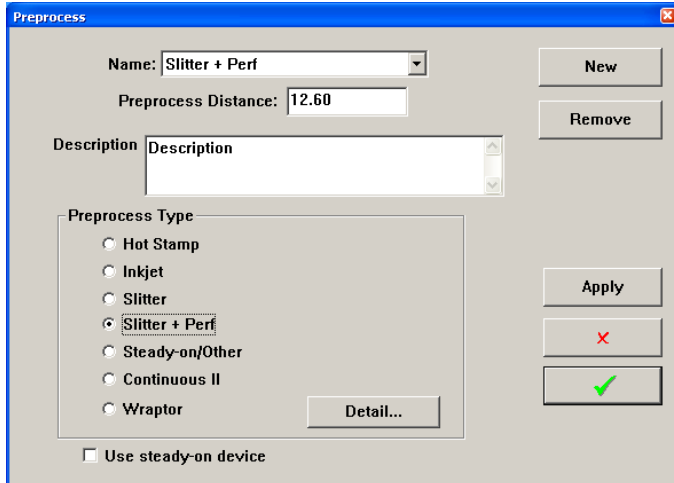 Preprocess
Name: Slitter + Perf
New
Preprocess Distance: 12.60
Remove
Description Description
Preprocess Type
Hot Stamp
Inkjet
Slitter
Slitter + Perf
Steady-on/Other
Continuous II
Wraptor
Detail...
Apply
Use steady-on device